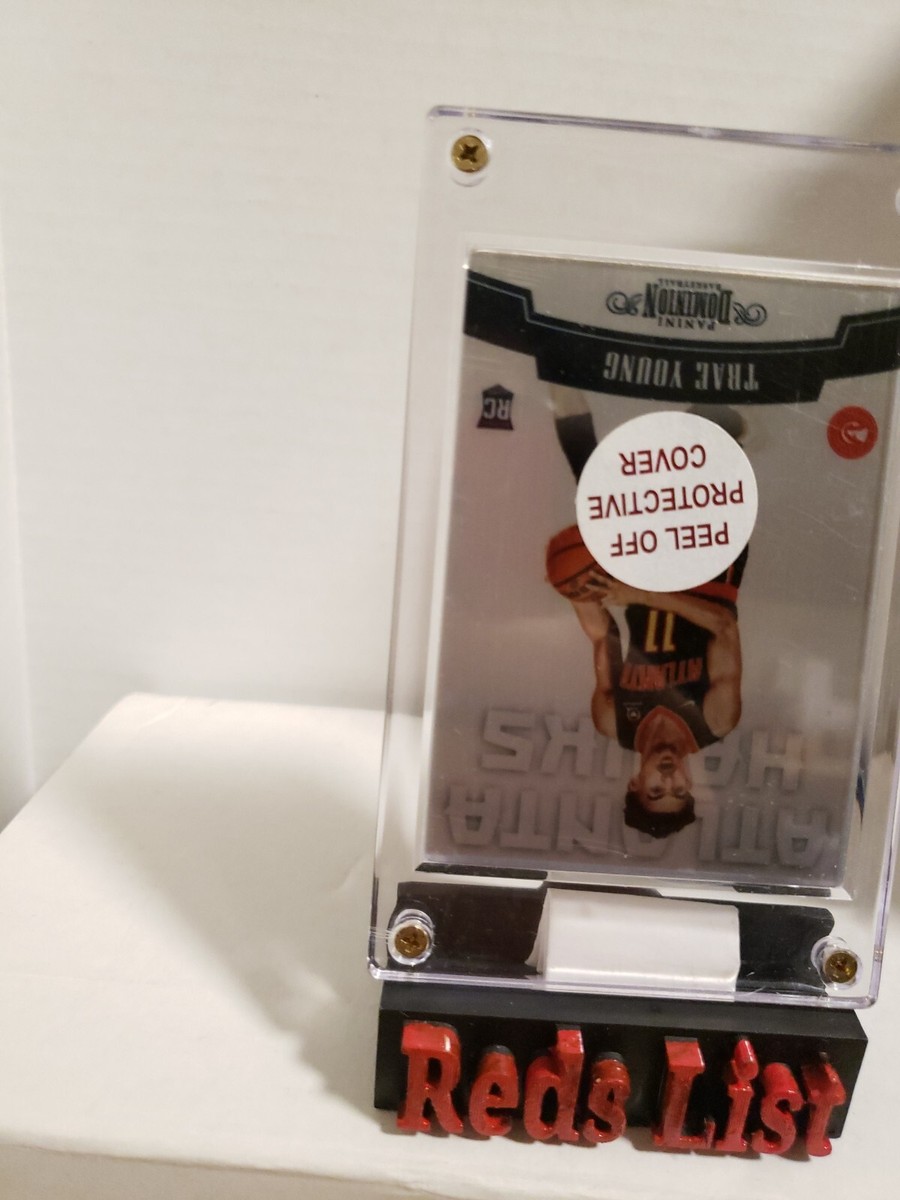 PANINI
DOMINION
BASKETBALL
TRAE YOUNG
RC
PEEL OFF
PROTECTIVE
COVER
ATLANTA
11
ATLANTA
HAWKS
Reds List